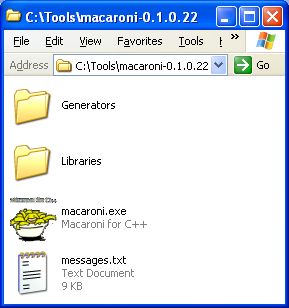 C:\Tools\macaroni-0.1.0.22
File Edit View Favorites Tools
Address C:\Tools\macaroni-0.1.0.22 Go
Generators
Libraries
macaroni.exe
Macaroni for C++
messages.txt
Text Document
9 KB